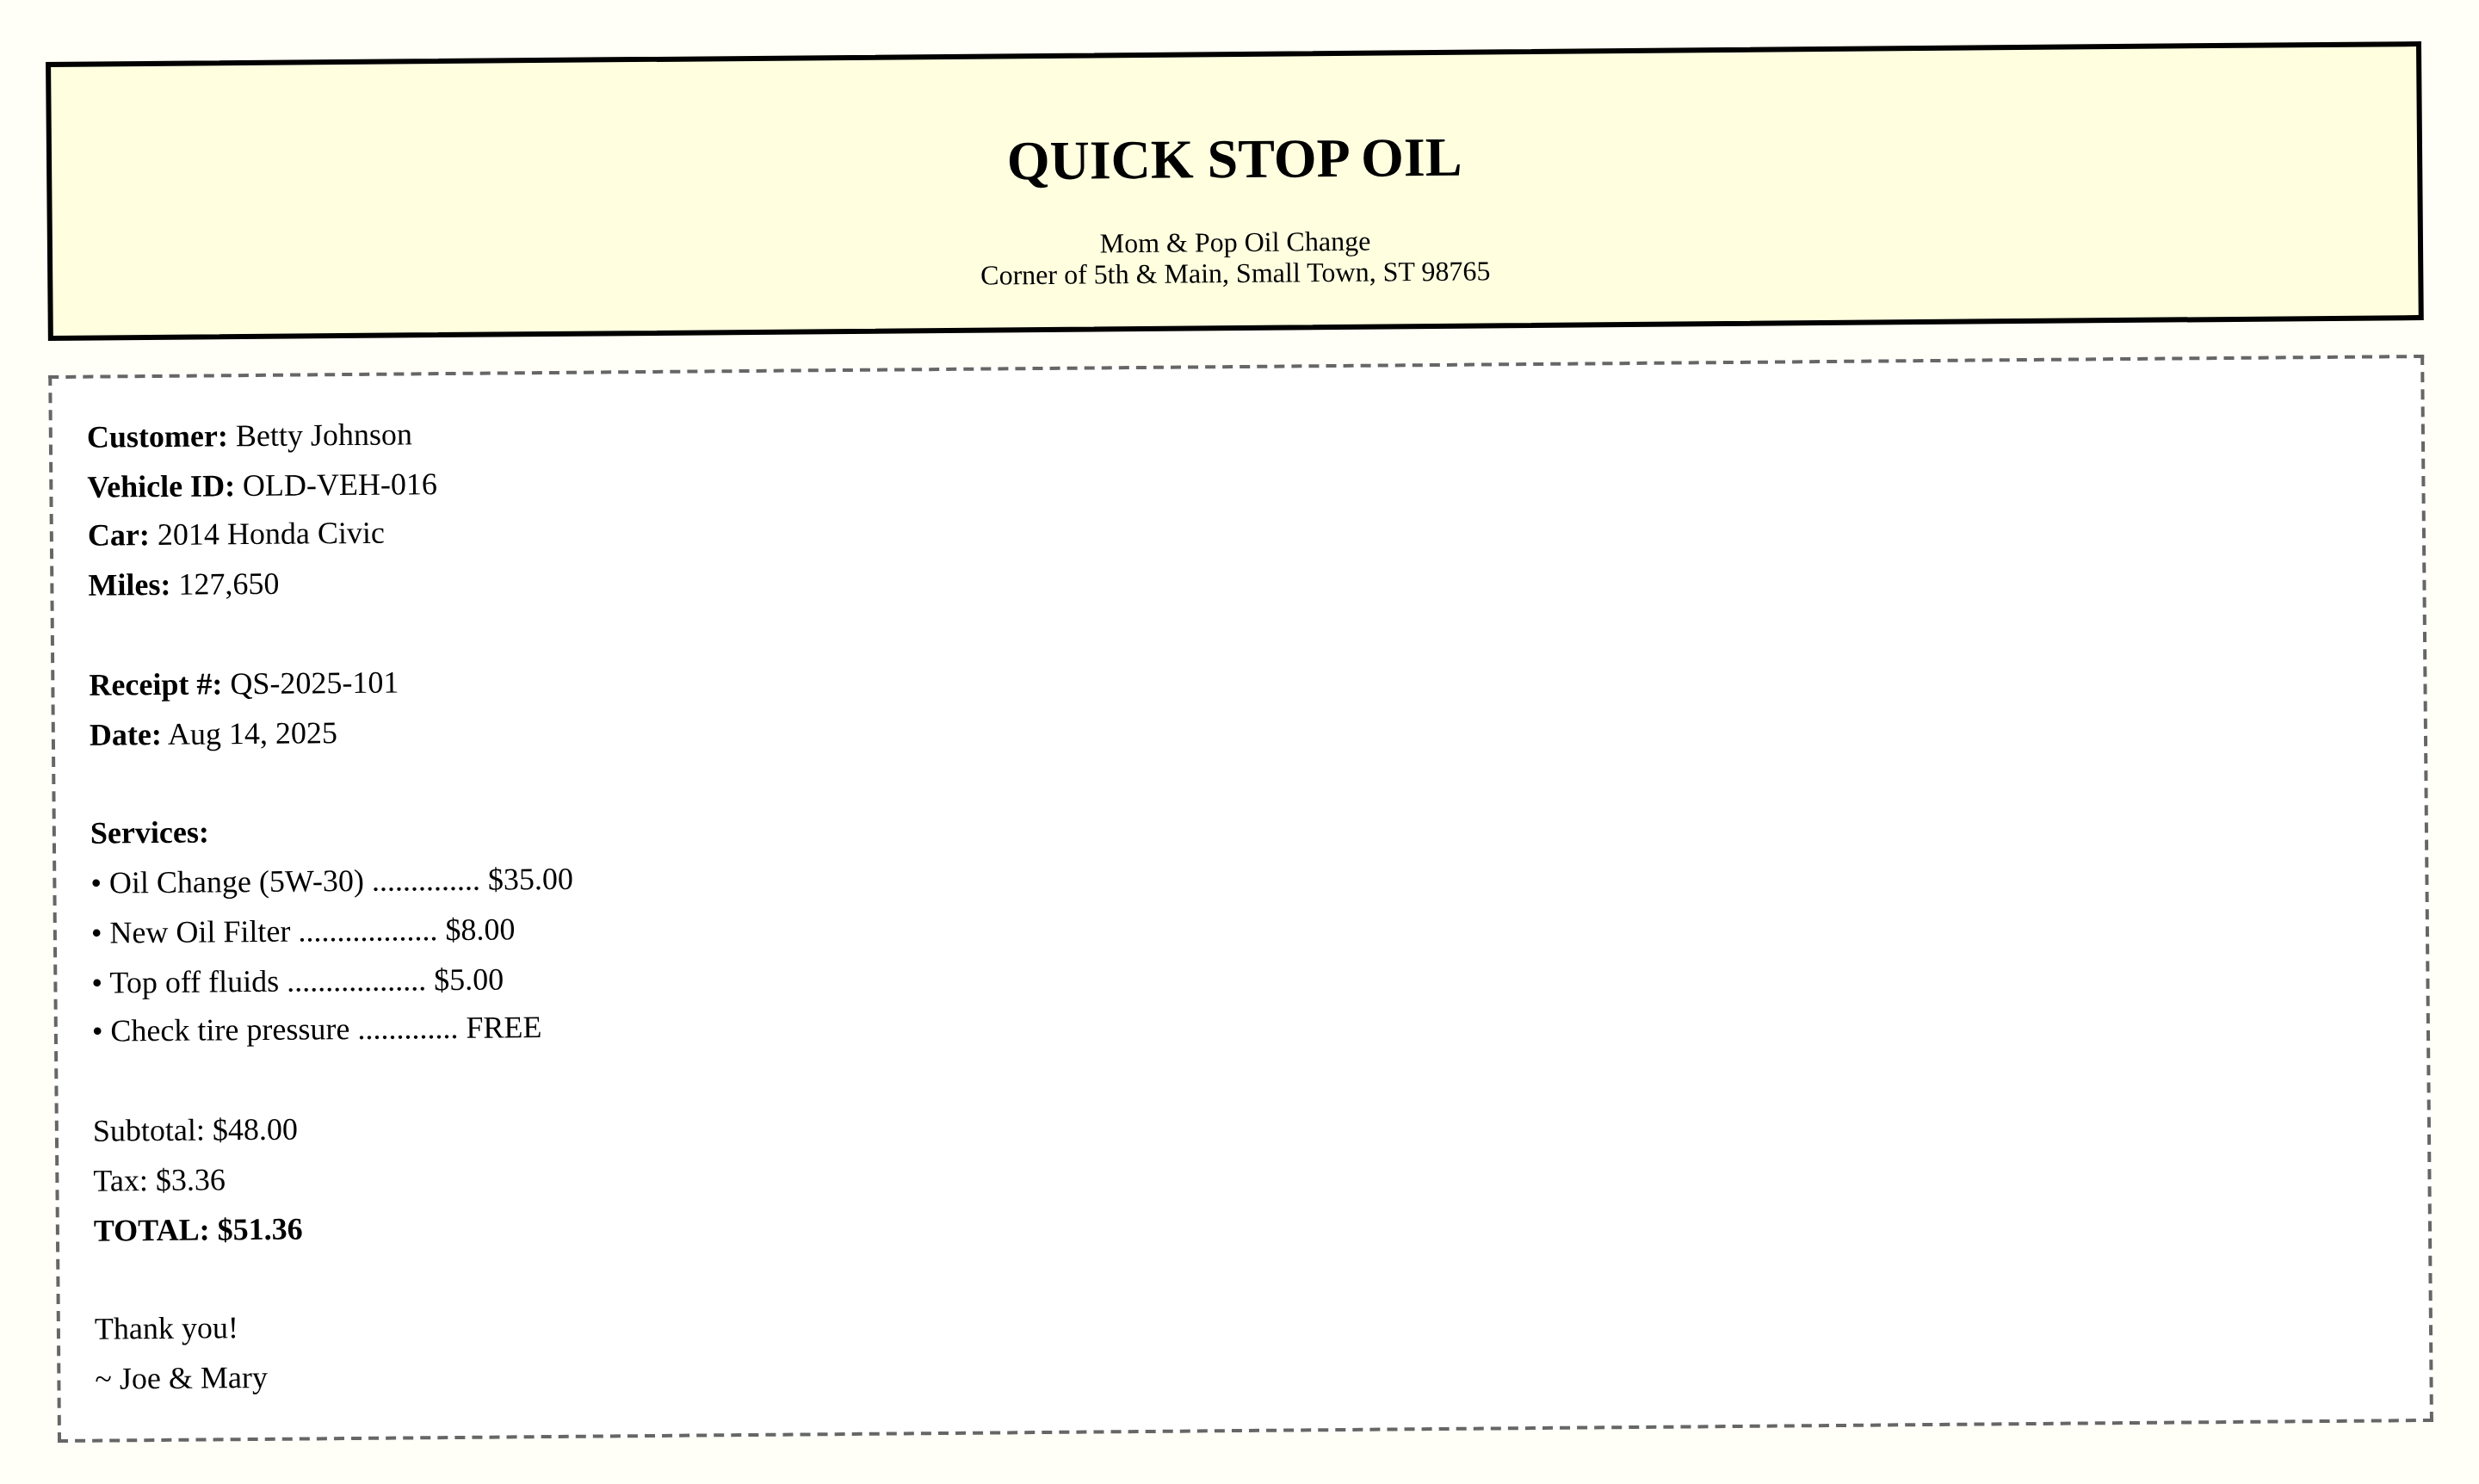 QUICK STOP OIL
Mom & Pop Oil Change
Corner of 5th & Main, Small Town, ST 98765
Customer: Betty Johnson
Vehicle ID: OLD-VEH-016
Car: 2014 Honda Civic
Miles: 127,650
Receipt #: QS-2025-101
Date: Aug 14, 2025
Services:
• Oil Change (5W-30) .............. $35.00
• New Oil Filter .................. $8.00
• Top off fluids .................. $5.00
• Check tire pressure ............. FREE
Subtotal: $48.00
Tax: $3.36
TOTAL: $51.36
Thank you!
~ Joe & Mary